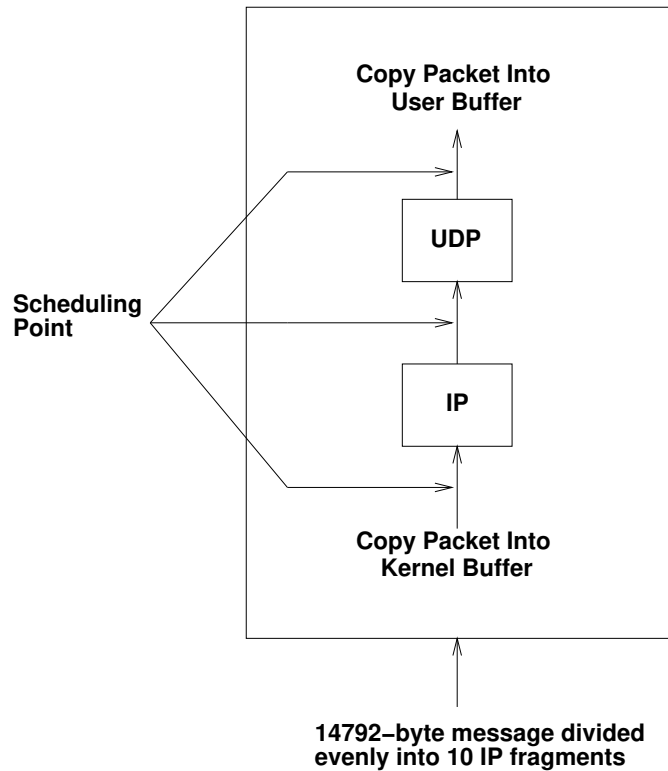 Copy Packet Into
User Buffer
UDP
Scheduling
Point
IP
Copy Packet Into
Kernel Buffer
14792−byte message divided
evenly into 10 IP fragments